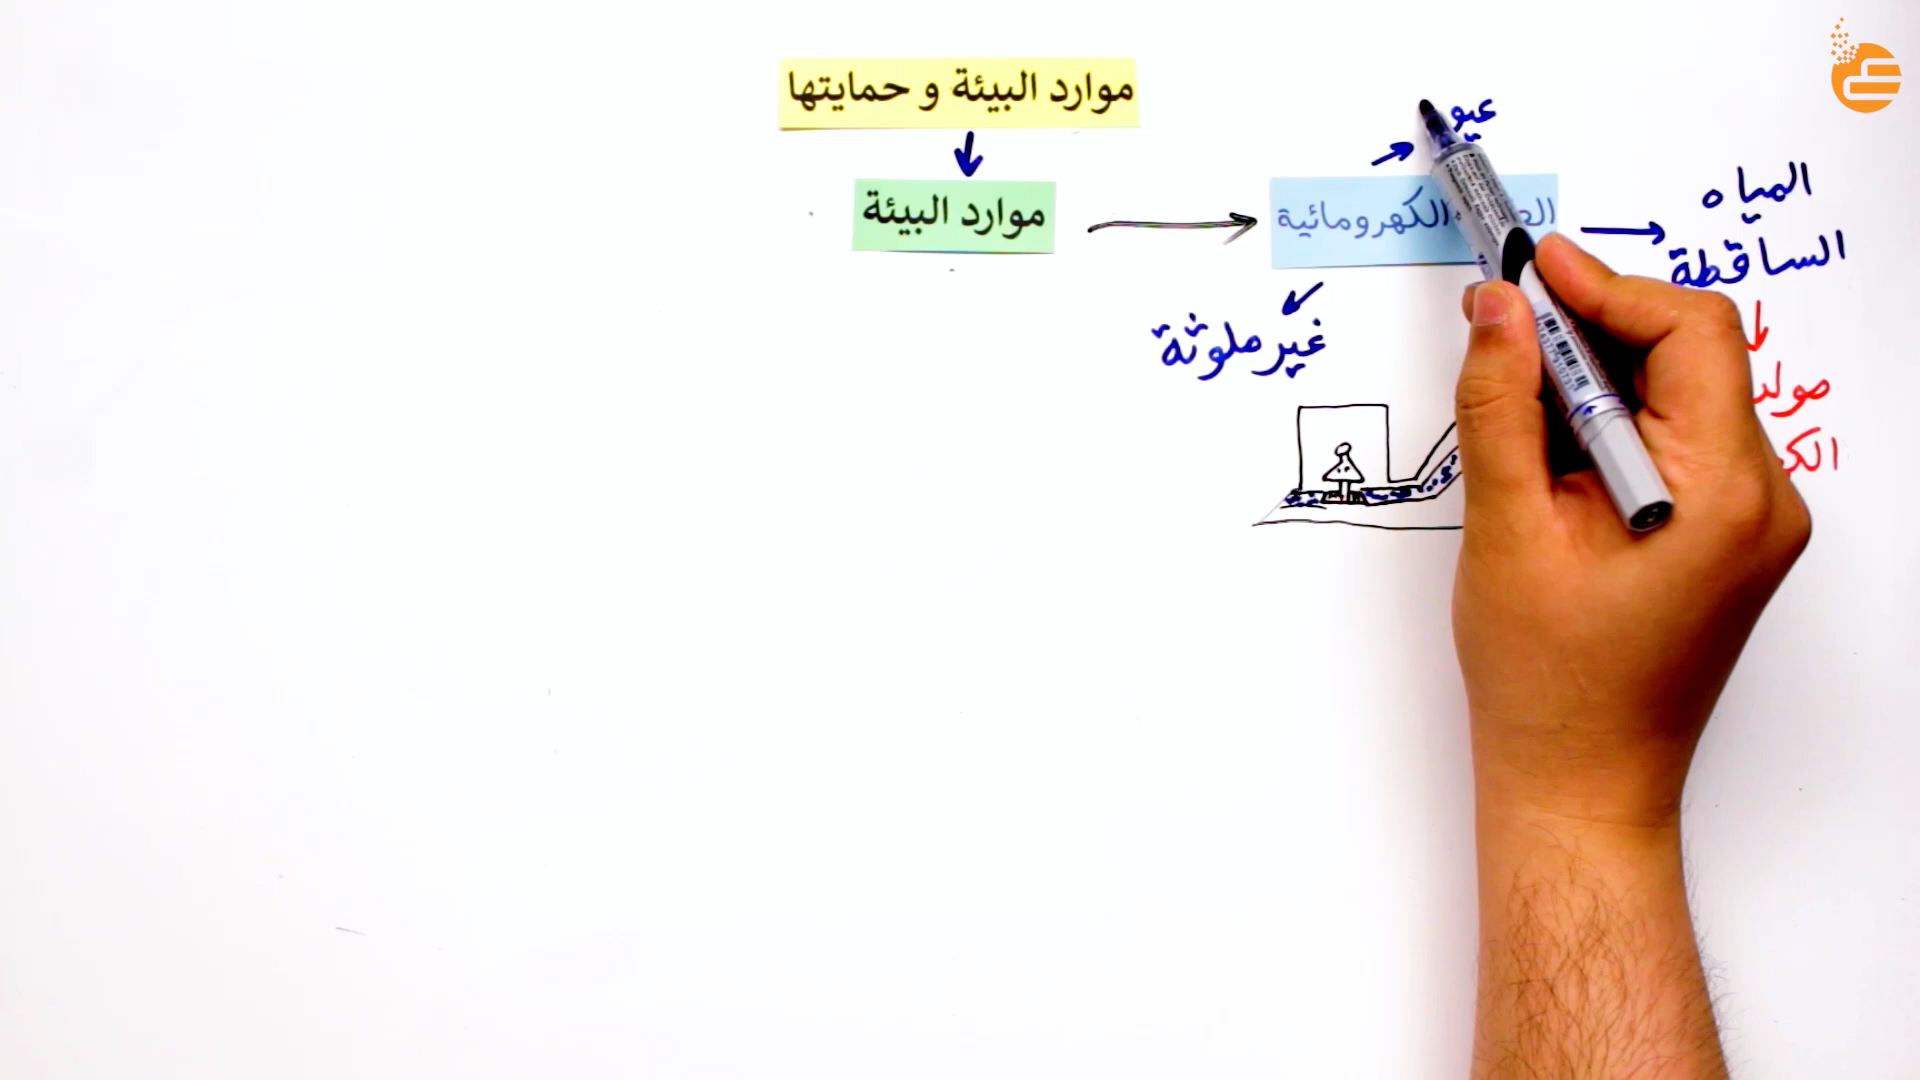 موارد البيئة و حمايتها
موارد البيئة
الكهرومائية
المياه
الساقطة
غير ملوثة